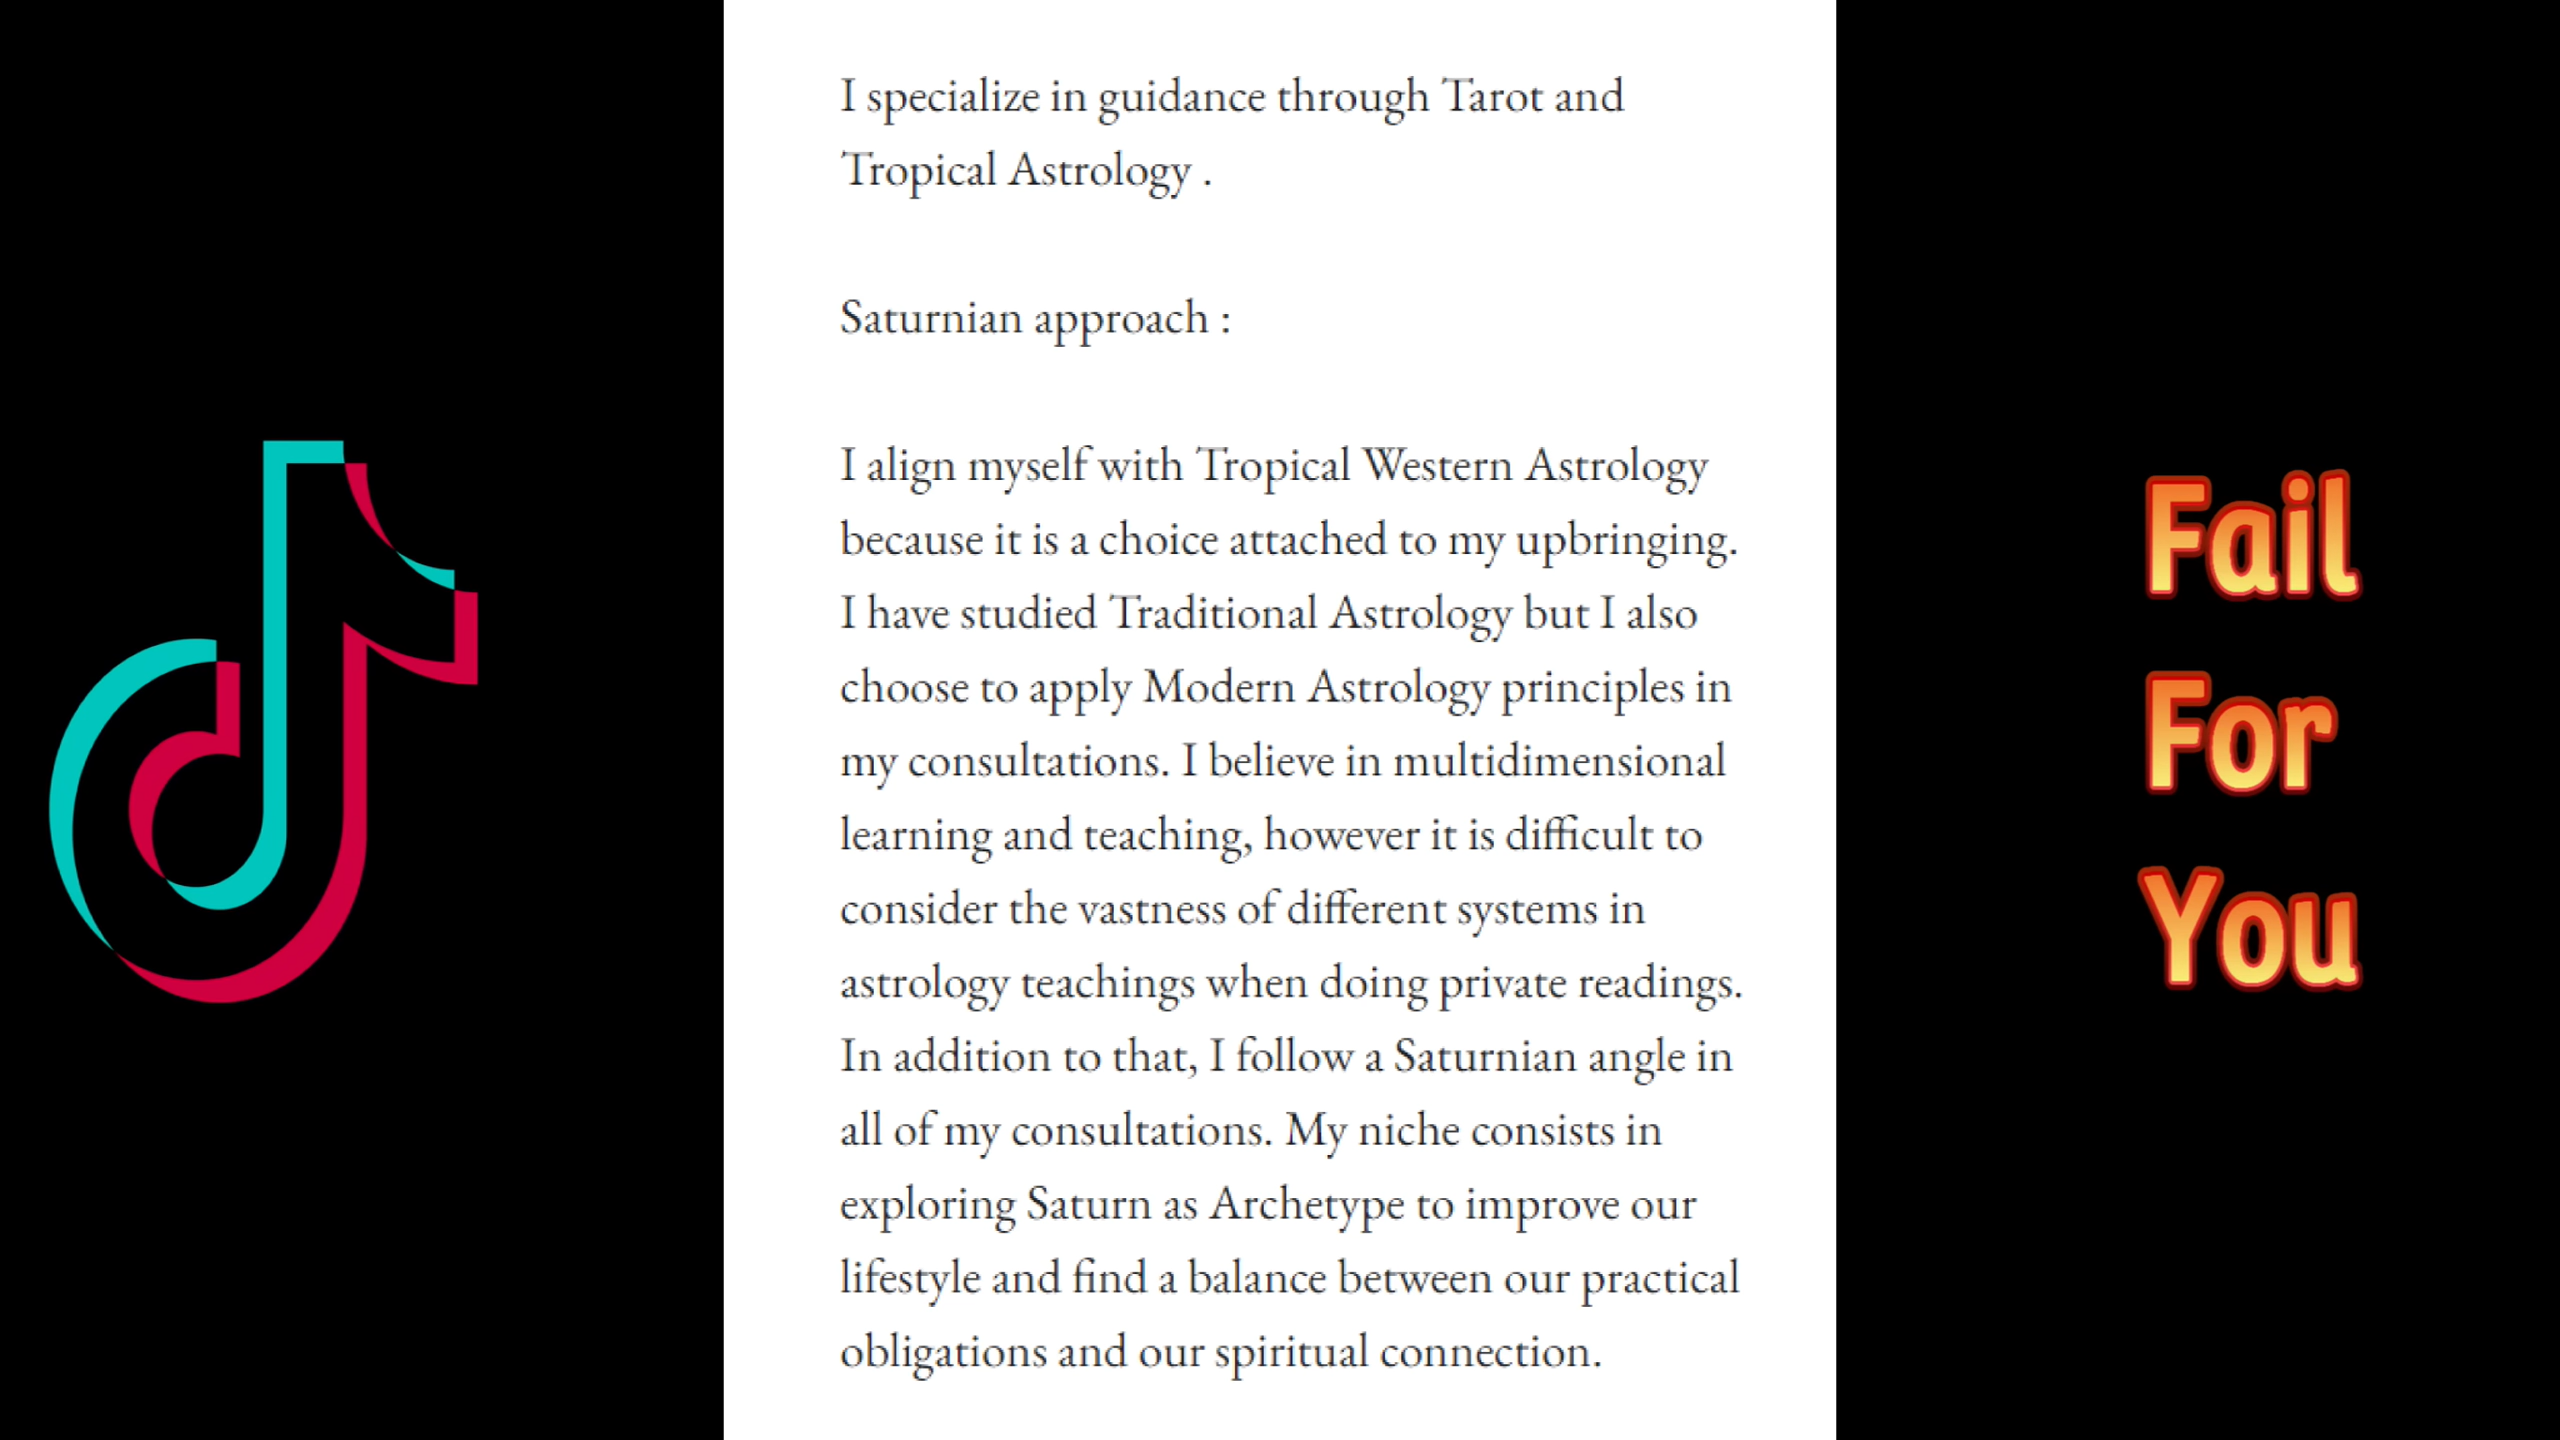 I specialize in guidance through Tarot and
Tropical Astrology .
Saturnian approach :
I align myself with Tropical Western Astrology
because it is a choice attached to my upbringing.
I have studied Traditional Astrology but I also
choose to apply Modern Astrology principles in
my consultations. I believe in multidimensional
learning and teaching, however it is difficult to
consider the vastness of different systems in
astrology teachings when doing private readings.
In addition to that, I follow a Saturnian angle in
all of my consultations. My niche consists in
exploring Saturn as Archetype to improve our
lifestyle and find a balance between our practical
obligations and our spiritual connection.
Fail
For
You